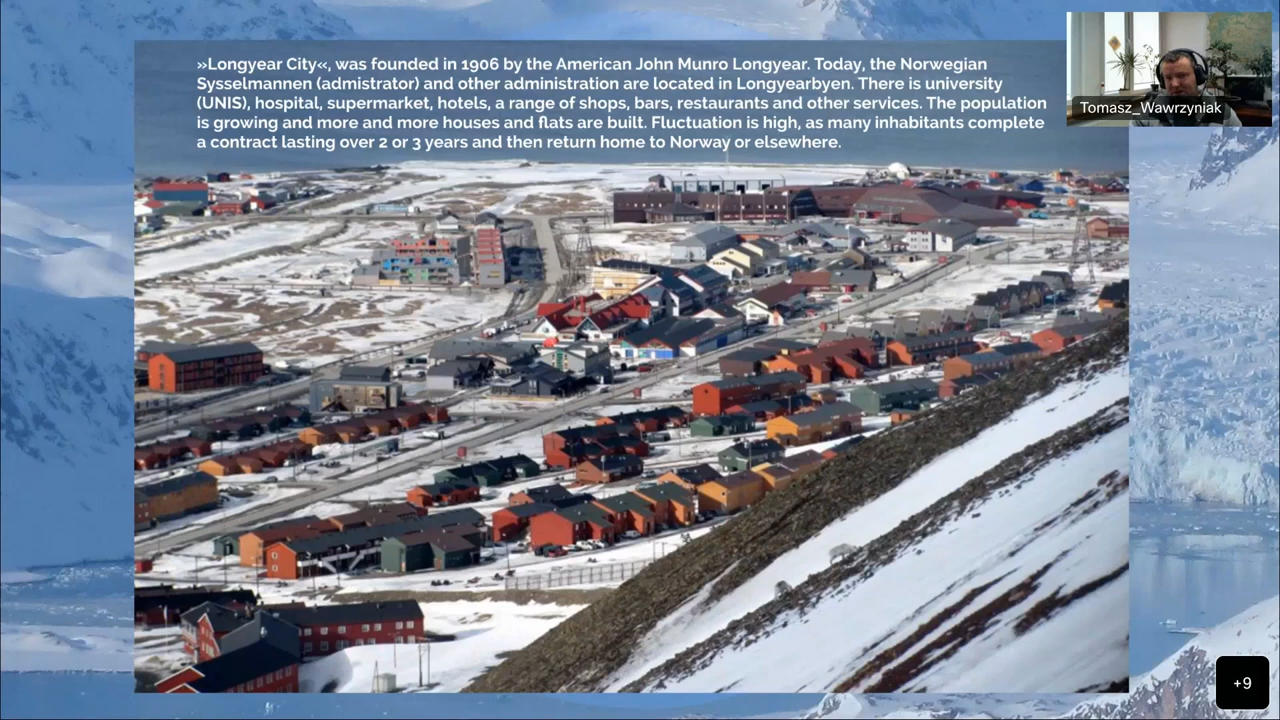 »Longyear City«, was founded in 1906 by the American John Munro Longyear. Today, the Norwegian
Sysselmannen (admistrator) and other administration are located in Longyearbyen. There is university
(UNIS), hospital, supermarket, hotels, a range of shops, bars, restaurants and other services. The population
is growing and more and more houses and flats are built. Fluctuation is high, as many inhabitants complete
a contract lasting over 2 or 3 years and then return home to Norway or elsewhere.
Tomasz_Wawrzyniak
+9